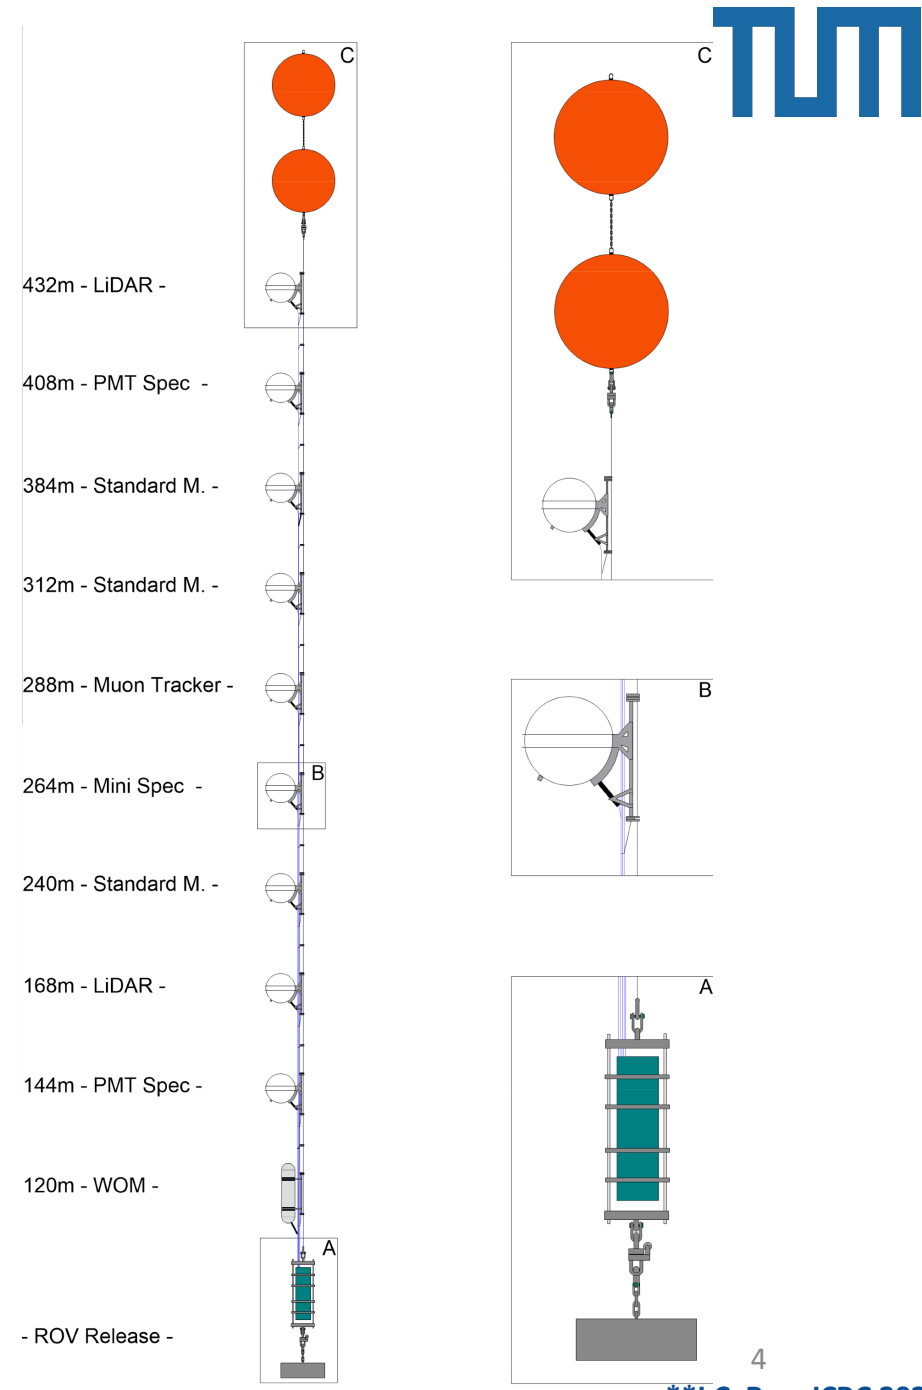 TUM
C
C
432m - LiDAR -
408m - PMT Spec -
384m - Standard M. -
312m - Standard M. -
288m - Muon Tracker -
B
B
264m - Mini Spec -
240m - Standard M. -
168m - LiDAR -
A
144m - PMT Spec -
120m - WOM -
A
- ROV Release -
4